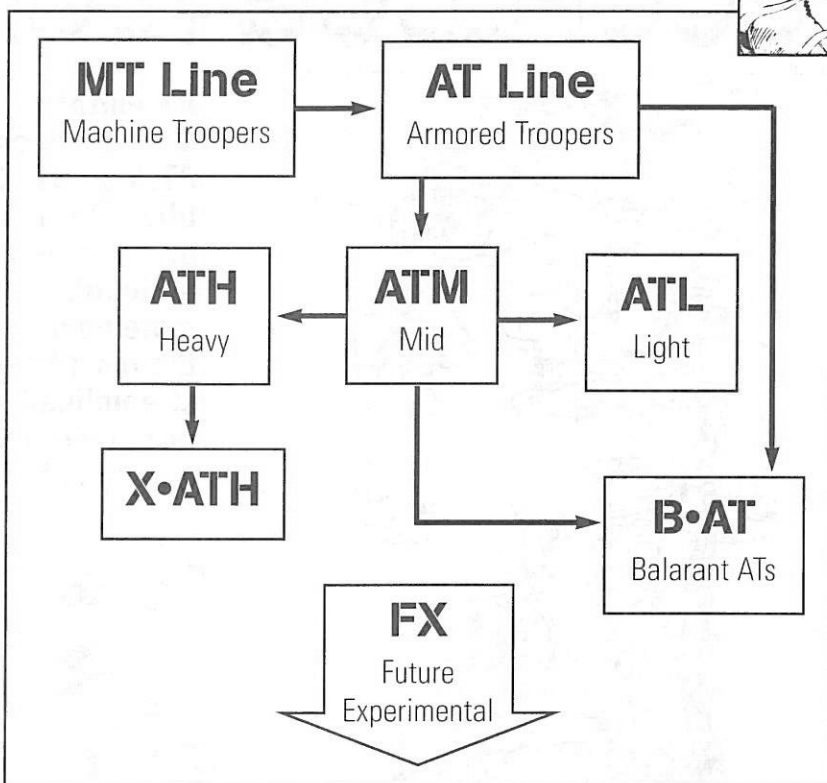 MT Line
Machine Troopers
AT Line
Armored Troopers
ATH
Heavy
ATM
Mid
ATL
Light
X•ATH
B•AT
Balarant ATs
FX
Future
Experimental